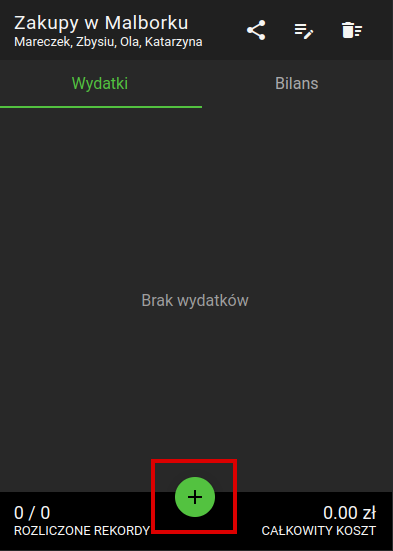 Zakupy w Malborku
Mareczek, Zbysiu, Ola, Katarzyna
Wydatki
Bilans
Brak wydatków
0 / 0
0.00 zł
ROZLICZONE REKORDY
CAŁKOWITY KOSZT